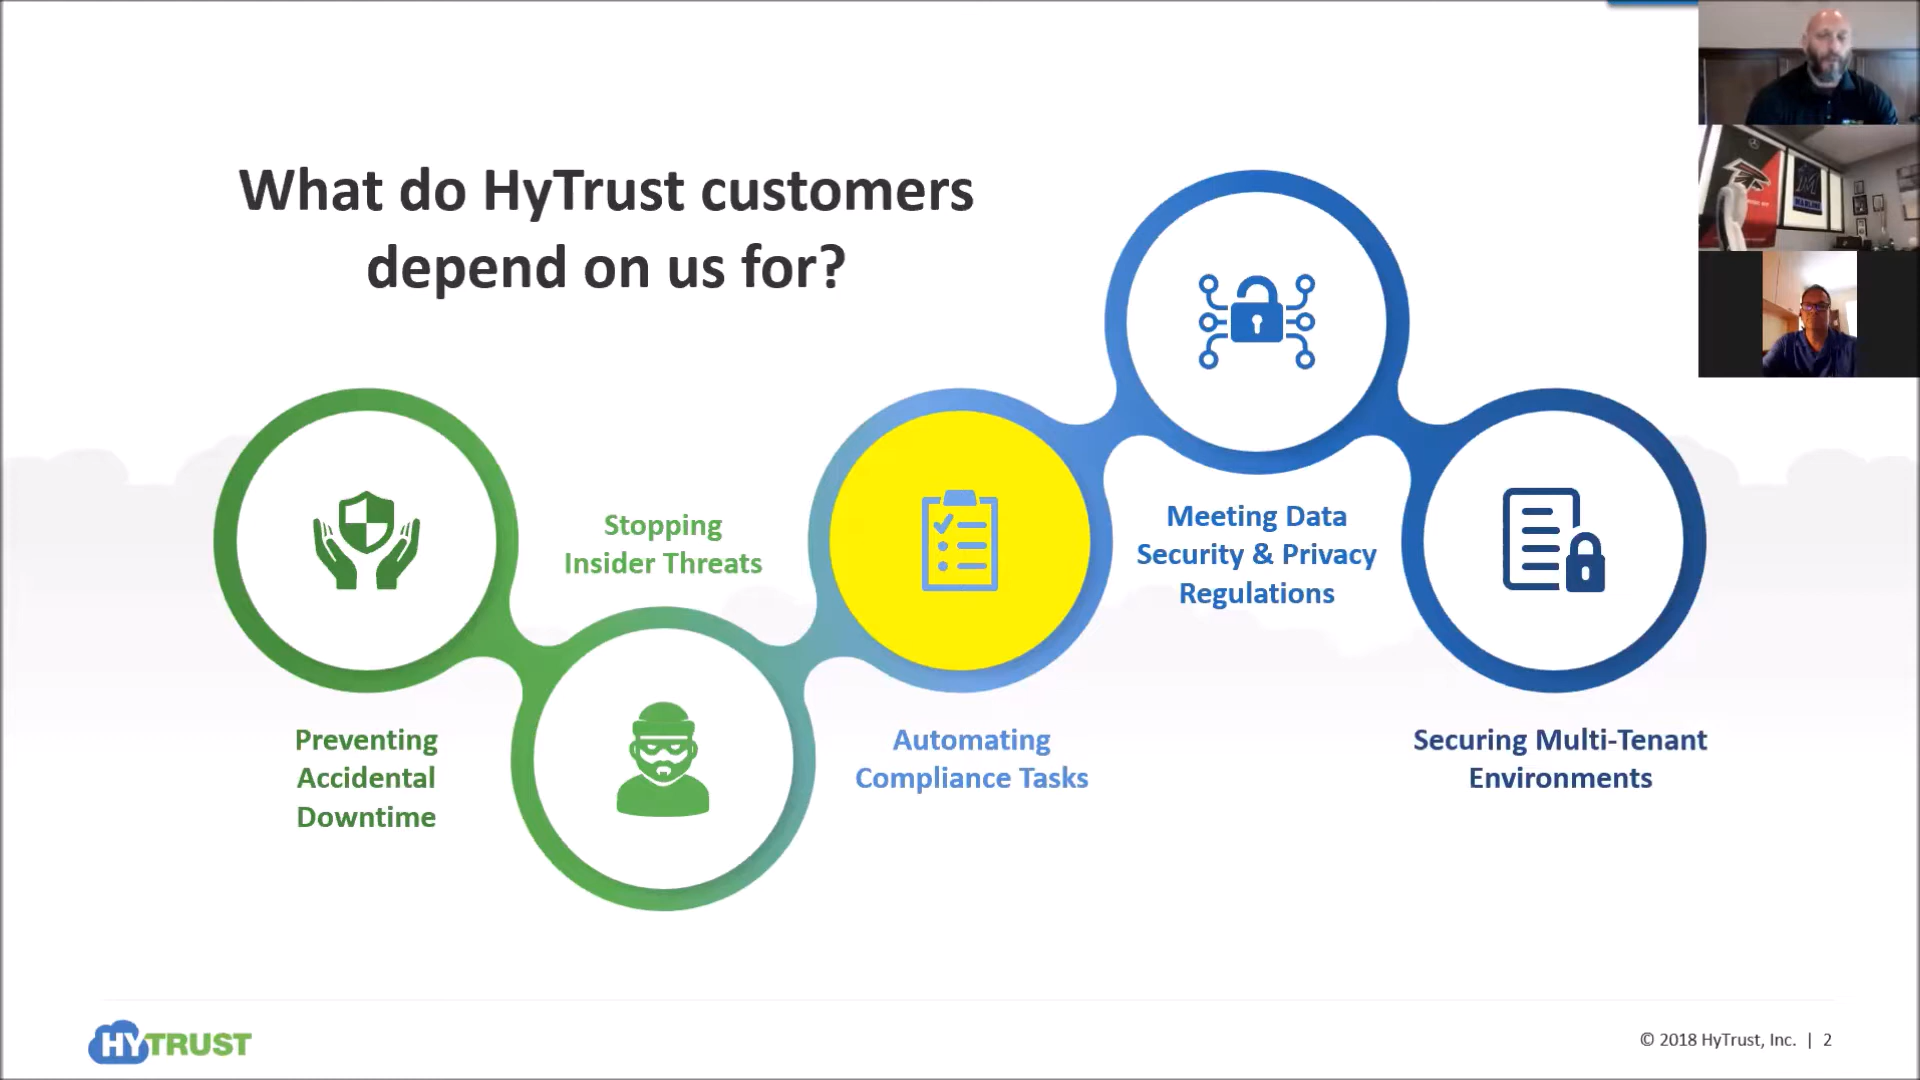 What do HyTrust customers
depend on us for?
Stopping
Insider Threats
Meeting Data
Security & Privacy
Regulations
Preventing
Accidental
Downtime
Automating
Compliance Tasks
Securing Multi-Tenant
Environments
HYTRUST
© 2018 HyTrust, Inc. | 2